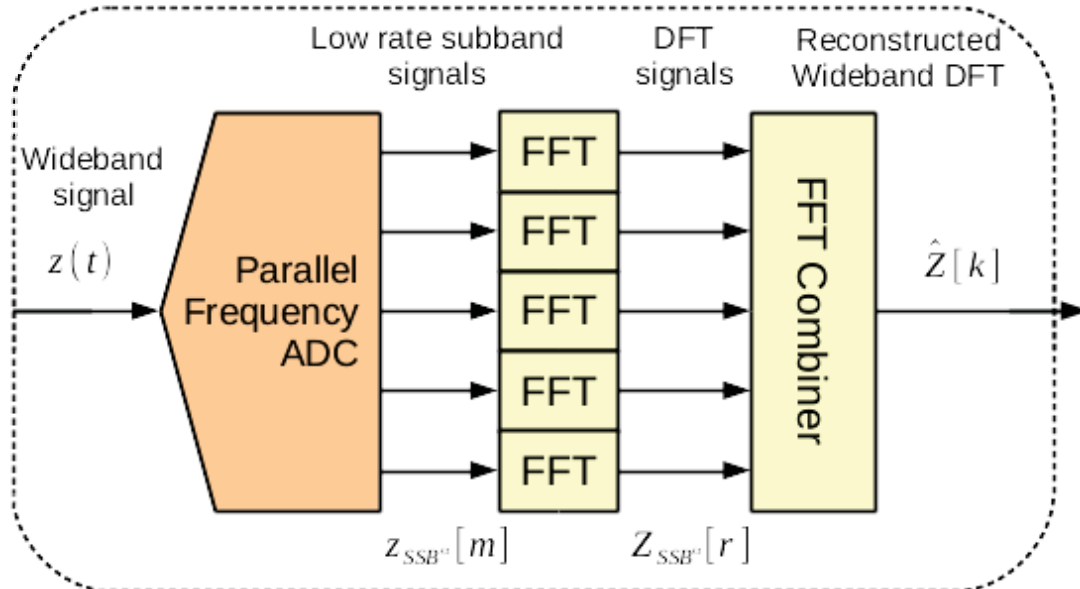 Low rate subband
signals
DFT
signals
Reconstructed
Wideband DFT
Wideband
signal
z(t)
Parallel
Frequency
ADC
FFT
FFT
FFT
FFT
FFT
FFT Combiner
Ẑ[k]
z_SSB[m]
Z_SSB[r]